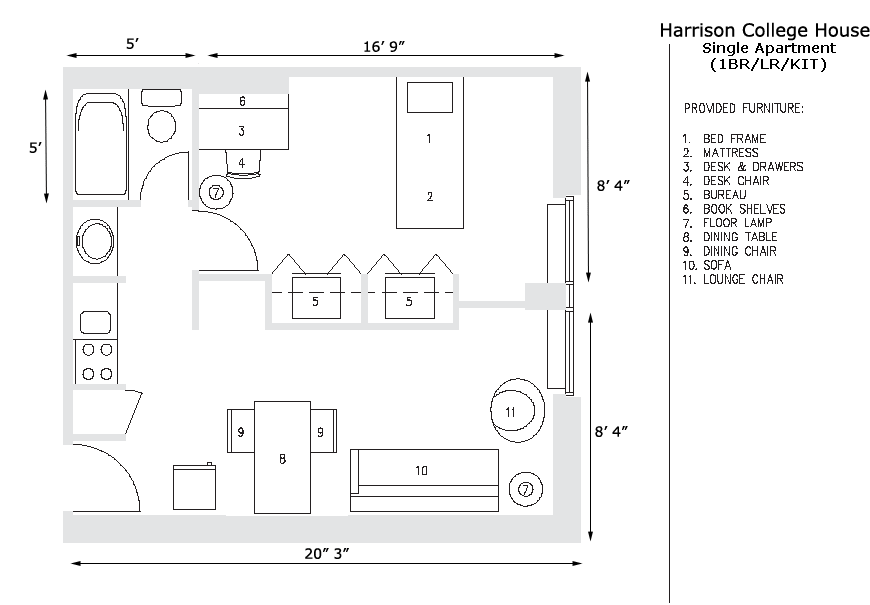 Harrison College House
Single Apartment
(1BR/LR/KIT)
PROVIDED FURNITURE:
1. BED FRAME
2. MATTRESS
3. DESK & DRAWERS
4. DESK CHAIR
5. BUREAU
6. BOOK SHELVES
7. FLOOR LAMP
8. DINING TABLE
9. DINING CHAIR
10. SOFA
11. LOUNGE CHAIR
5’
16’ 9”
5’
6
3
4
7
1
2
8’ 4”
5
5
8’ 4”
11
9
9
8
10
7
20” 3”